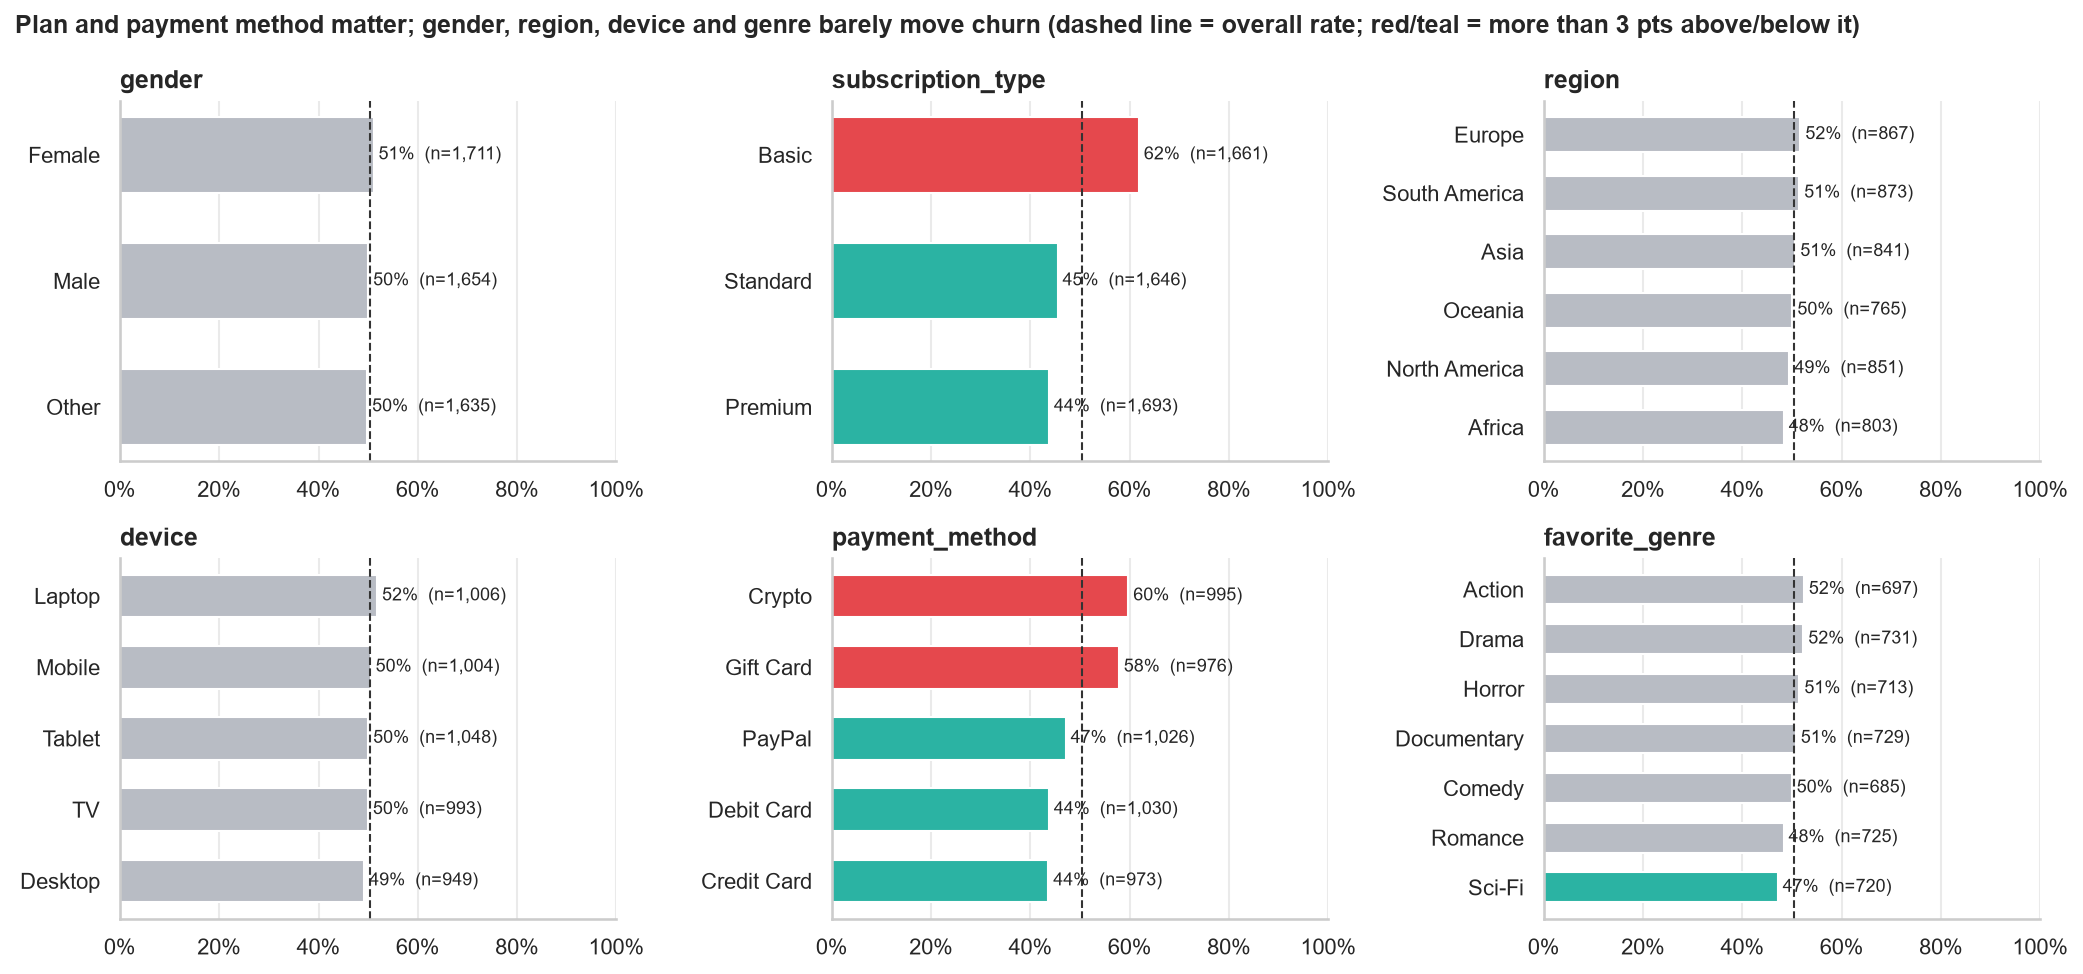 Plan and payment method matter; gender, region, device and genre barely move churn (dashed line = overall rate; red/teal = more than 3 pts above/below it)
gender
Female
51% (n=1,711)
Male
50% (n=1,654)
Other
50% (n=1,635)
0% 20% 40% 60% 80% 100%
subscription_type
Basic
62% (n=1,661)
Standard
45% (n=1,646)
Premium
44% (n=1,693)
0% 20% 40% 60% 80% 100%
region
Europe
52% (n=867)
South America
51% (n=873)
Asia
51% (n=841)
Oceania
50% (n=765)
North America
49% (n=851)
Africa
48% (n=803)
0% 20% 40% 60% 80% 100%
device
Laptop
52% (n=1,006)
Mobile
50% (n=1,004)
Tablet
50% (n=1,048)
TV
50% (n=993)
Desktop
49% (n=949)
0% 20% 40% 60% 80% 100%
payment_method
Crypto
60% (n=995)
Gift Card
58% (n=976)
PayPal
47% (n=1,026)
Debit Card
44% (n=1,030)
Credit Card
44% (n=973)
0% 20% 40% 60% 80% 100%
favorite_genre
Action
52% (n=697)
Drama
52% (n=731)
Horror
51% (n=713)
Documentary
51% (n=729)
Comedy
50% (n=685)
Romance
48% (n=725)
Sci-Fi
47% (n=720)
0% 20% 40% 60% 80% 100%